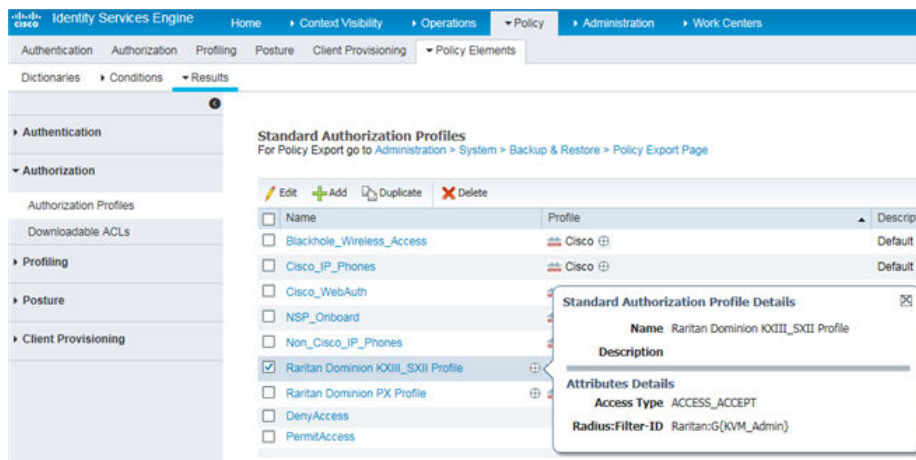 cisco Identity Services Engine Home Context Visibility Operations Policy Administration Work Centers
Authentication Authorization Profiling Posture Client Provisioning Policy Elements
Dictionaries Conditions Results
Authentication
Authorization
Authorization Profiles
Downloadable ACLs
Profiling
Posture
Client Provisioning
Standard Authorization Profiles
For Policy Export go to Administration > System > Backup & Restore > Policy Export Page
Edit Add Duplicate Delete
Name Profile Descrip
Blackhole_Wireless_Access Cisco Default
Cisco_IP_Phones Cisco Default
Cisco_WebAuth
NSP_Onboard
Non_Cisco_IP_Phones
Raritan Dominion KXIII_SXII Profile
Raritan Dominion PX Profile
DenyAccess
PermitAccess
Standard Authorization Profile Details
Name Raritan Dominion KXIII_SXII Profile
Description
Attributes Details
Access Type ACCESS_ACCEPT
Radius:Filter-ID Raritan:G{KVM_Admin}